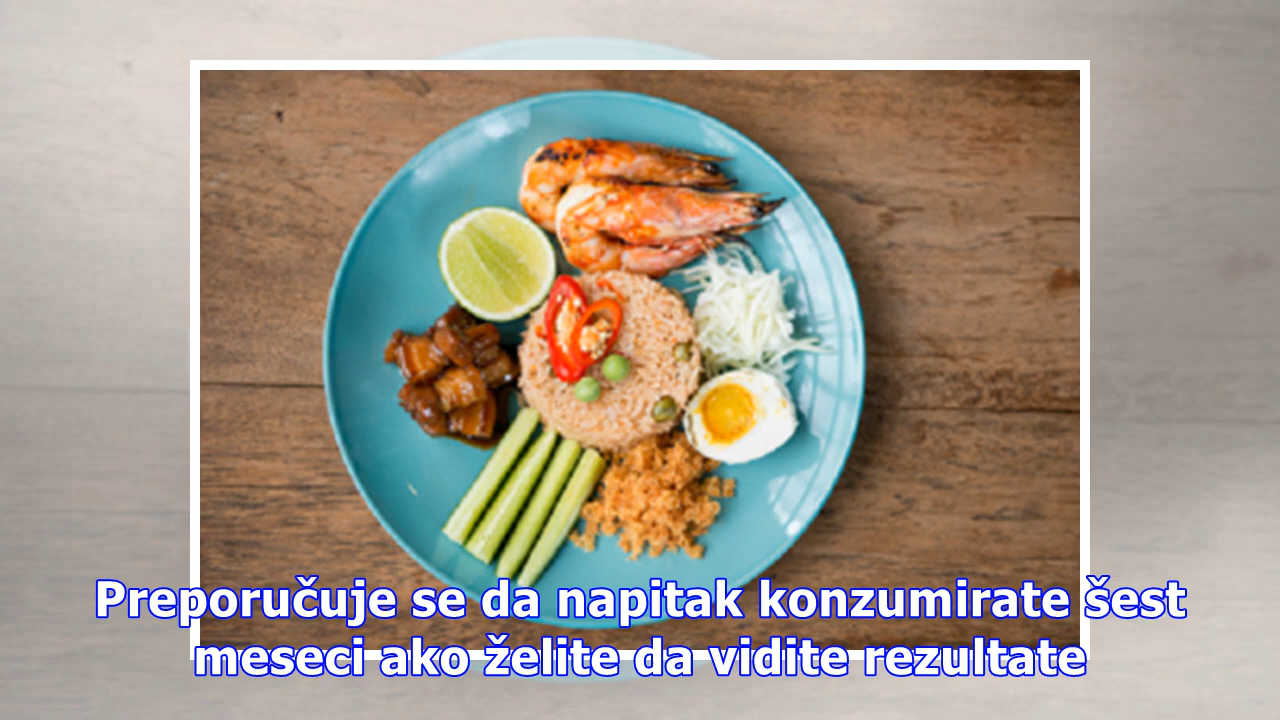 Preporučuje se da napitak konzumirate šest
meseci ako želite da vidite rezultate